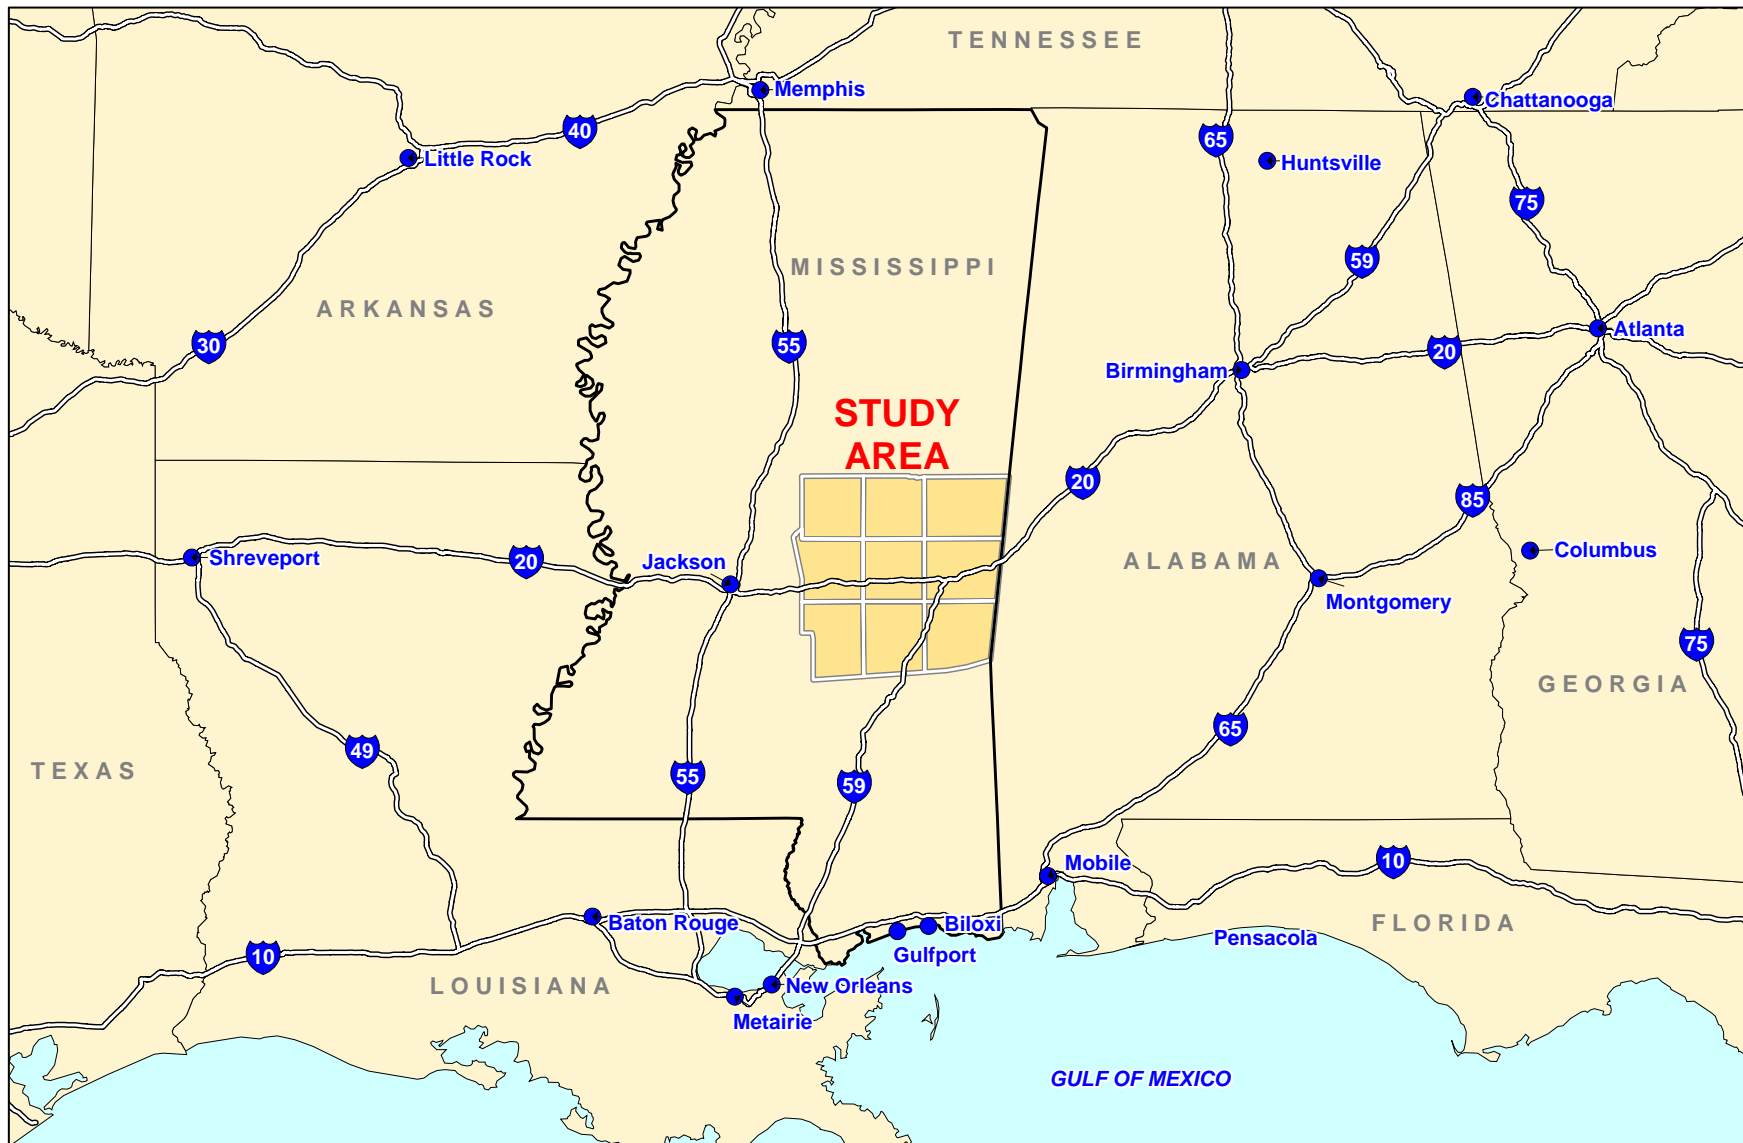 TENNESSEE
Memphis
Chattanooga
40
65
Little Rock
Huntsville
75
59
MISSISSIPPI
ARKANSAS
30
55
20
Atlanta
Birmingham
STUDY
AREA
20
85
Shreveport
20
Jackson
ALABAMA
Columbus
Montgomery
75
GEORGIA
65
49
TEXAS
55
59
10
Mobile
Baton Rouge
Biloxi
FLORIDA
Pensacola
Gulfport
10
LOUISIANA
New Orleans
Metairie
GULF OF MEXICO